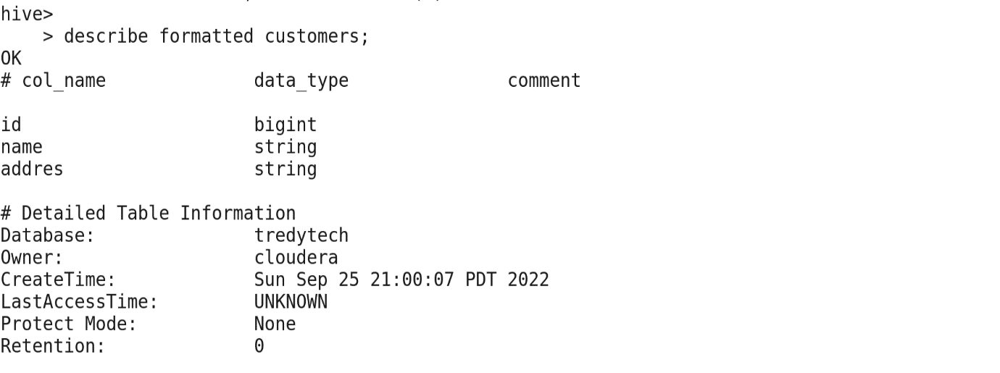 hive>
    > describe formatted customers;
OK
# col_name              data_type               comment
id                      bigint
name                    string
addres                  string
# Detailed Table Information
Database:               tredytech
Owner:                  cloudera
CreateTime:             Sun Sep 25 21:00:07 PDT 2022
LastAccessTime:         UNKNOWN
Protect Mode:           None
Retention:              0